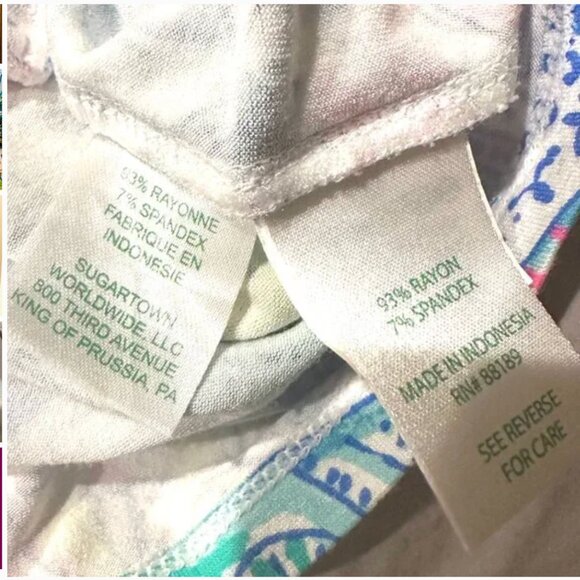 93% RAYONNE
7% SPANDEX
FABRIQUE EN
INDONESIE
SUGARTOWN
WORLDWIDE, LLC
800 THIRD AVENUE
KING OF PRUSSIA, PA
93% RAYON
7% SPANDEX
MADE IN INDONESIA
RN# 88189
SEE REVERSE
FOR CARE